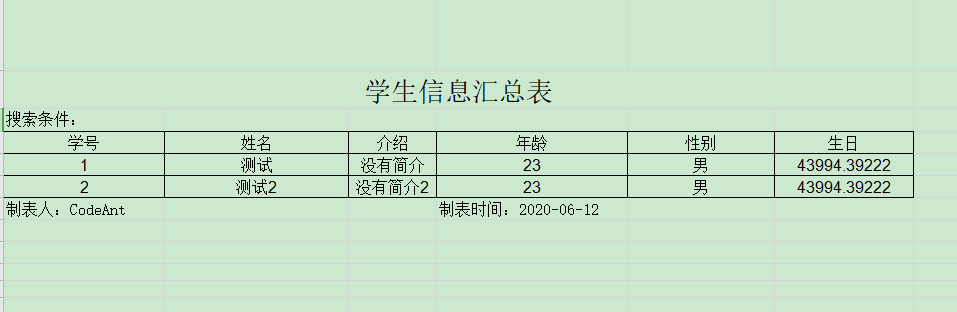 学生信息汇总表
搜索条件：
学号 姓名 介绍 年龄 性别 生日
1 测试 没有简介 23 男 43994.39222
2 测试2 没有简介2 23 男 43994.39222
制表人：CodeAnt 制表时间：2020-06-12